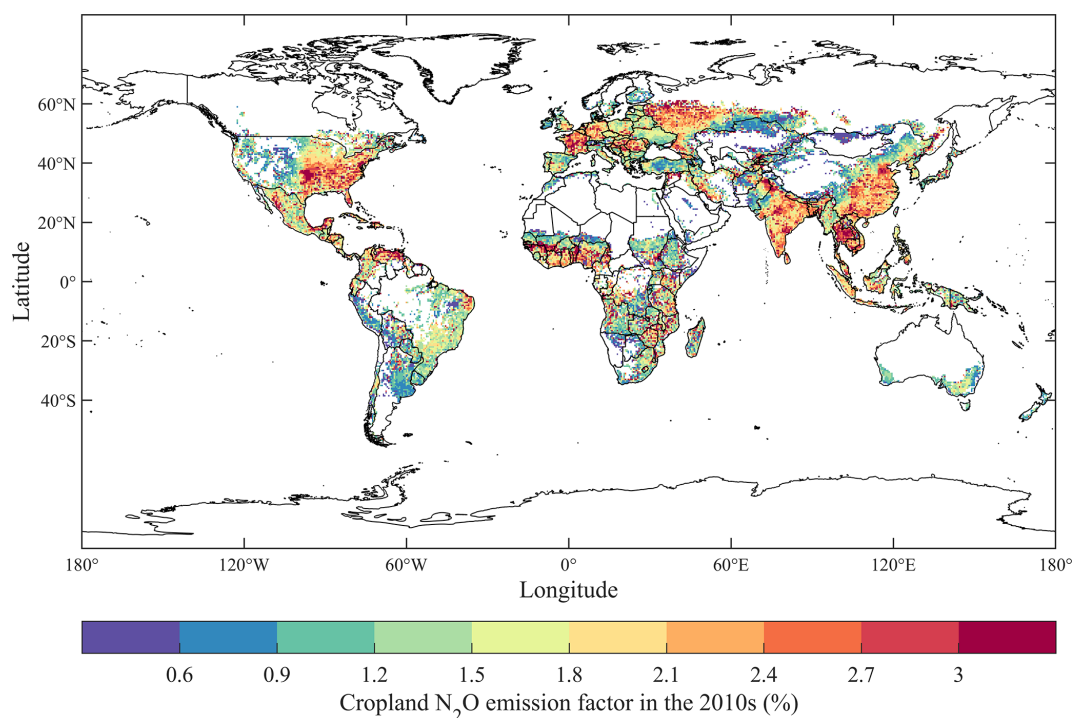 60°N
40°N
20°N
0°
20°S
40°S
Latitude
180° 120°W 60°W 0° 60°E 120°E 180°
Longitude
0.6 0.9 1.2 1.5 1.8 2.1 2.4 2.7 3
Cropland N₂O emission factor in the 2010s (%)